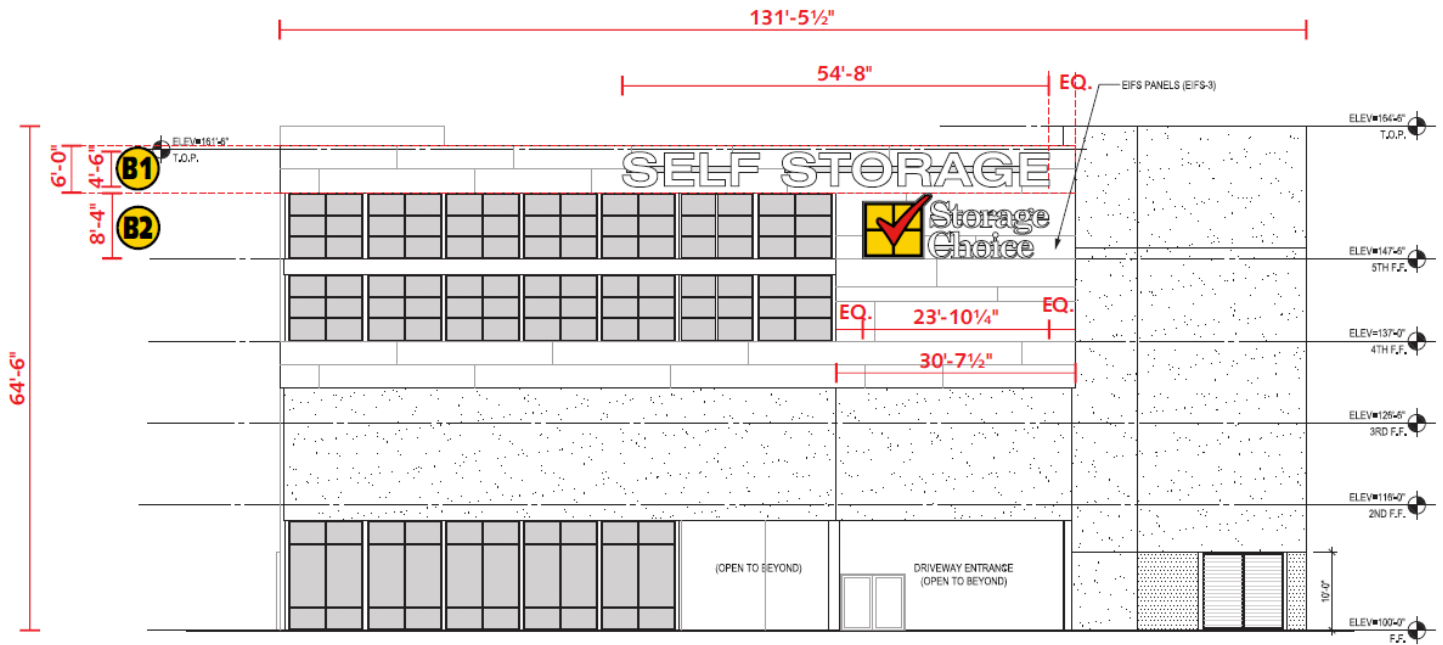 131'-5½"
54'-8"
EQ.
EIFS PANELS (EIFS-3)
ELEV=164'-6"
T.O.P.
ELEV=161'-6"
T.O.P.
6'-0"
4'-6"
B1
SELF STORAGE
8'-4"
B2
Storage
Choice
ELEV=147'-6"
5TH F.F.
EQ.
23'-10¼"
EQ.
ELEV=137'-0"
4TH F.F.
30'-7½"
64'-6"
ELEV=126'-6"
3RD F.F.
ELEV=116'-0"
2ND F.F.
(OPEN TO BEYOND)
DRIVEWAY ENTRANCE
(OPEN TO BEYOND)
10'-0"
ELEV=100'-0"
F.F.